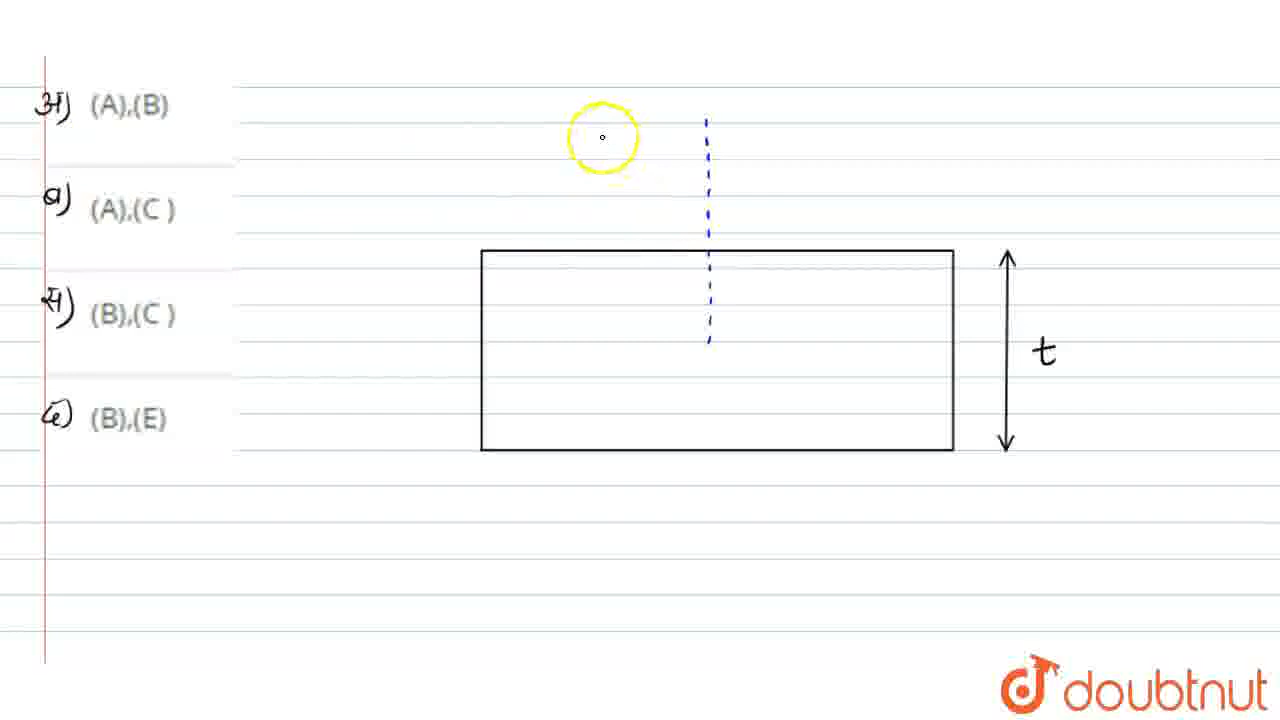 अ) (A),(B)
ब) (A),(C )
स) (B),(C )
द) (B),(E)
t
doubtnut